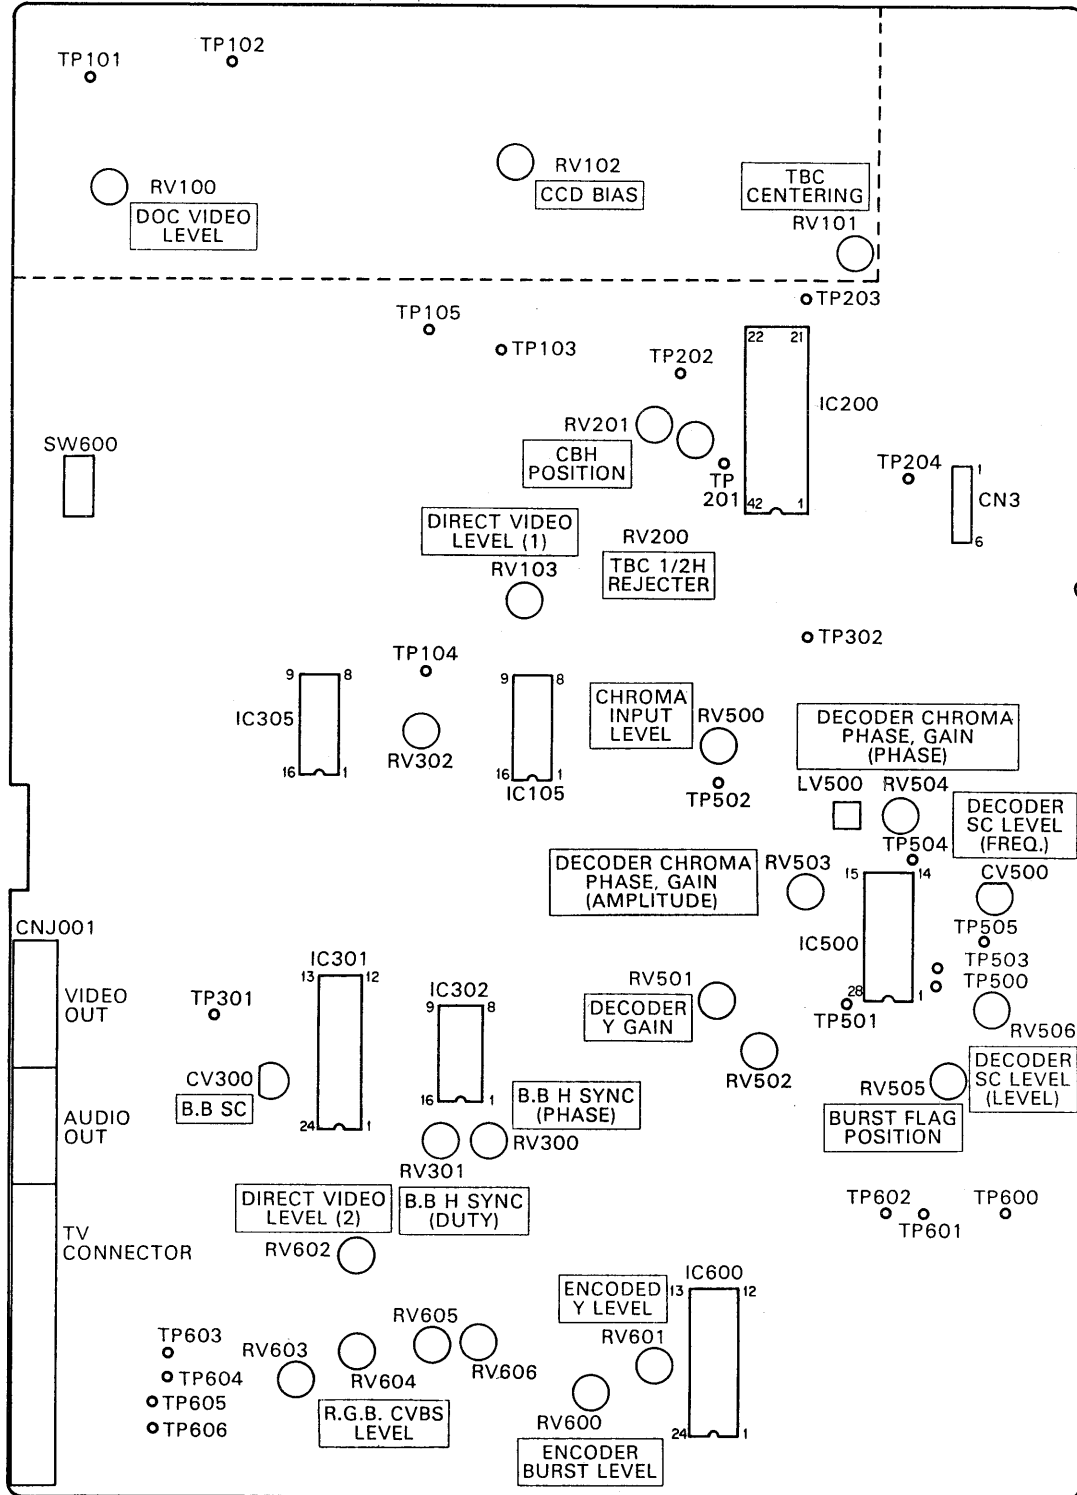 TP101
TP102
RV100
DOC VIDEO
LEVEL
RV102
CCD BIAS
TBC
CENTERING
RV101
TP203
TP105
TP103
TP202
22 21
IC200
RV201
CBH
POSITION
TP
201
42 1
SW600
TP204
1
CN3
6
DIRECT VIDEO
LEVEL (1)
RV103
RV200
TBC 1/2H
REJECTER
TP302
TP104
9 8
IC305
16 1
RV302
9 8
16 1
IC105
CHROMA
INPUT
LEVEL
RV500
TP502
DECODER CHROMA
PHASE, GAIN
(PHASE)
LV500
RV504
DECODER
SC LEVEL
(FREQ.)
TP504
CV500
DECODER CHROMA
PHASE, GAIN
(AMPLITUDE)
RV503
15 14
IC500
28 1
TP505
TP503
TP500
TP501
RV506
DECODER
SC LEVEL
(LEVEL)
CNJ001
VIDEO
OUT
AUDIO
OUT
TV
CONNECTOR
TP301
IC301
13 12
24 1
IC302
9 8
16 1
RV501
DECODER
Y GAIN
RV502
RV505
BURST FLAG
POSITION
CV300
B.B SC
B.B H SYNC
(PHASE)
RV300
RV301
B.B H SYNC
(DUTY)
DIRECT VIDEO
LEVEL (2)
RV602
TP602
TP601
TP600
IC600
13 12
24 1
ENCODED
Y LEVEL
RV601
RV605
RV606
RV603
RV604
R.G.B. CVBS
LEVEL
TP603
TP604
TP605
TP606
RV600
ENCODER
BURST LEVEL